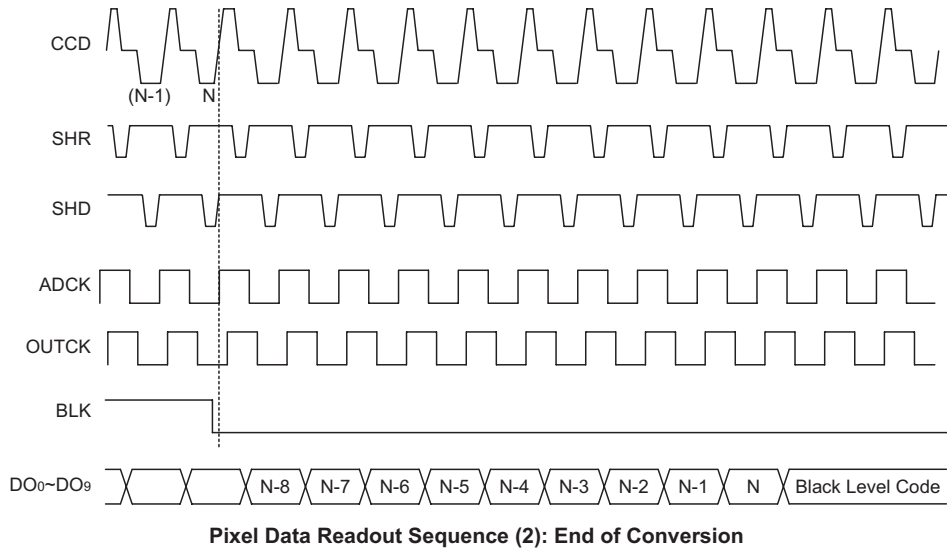 CCD
(N-1) N
SHR
SHD
ADCK
OUTCK
BLK
DO0~DO9 N-8 N-7 N-6 N-5 N-4 N-3 N-2 N-1 N Black Level Code
Pixel Data Readout Sequence (2): End of Conversion